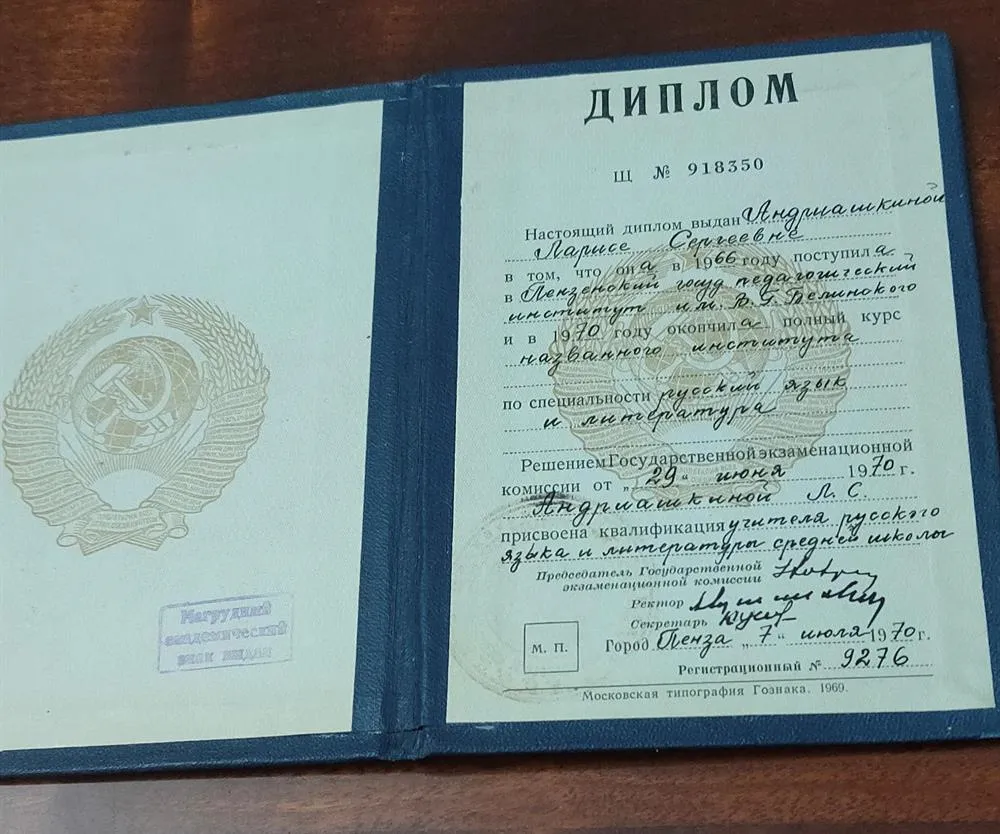 Нагрудный
академический
знак выдан
ДИПЛОМ
Щ № 918350
Настоящий диплом выдан Андриашкиной
Ларисе Сергеевне
в том, что она в 1966 году поступила
в Пензенский госуд педагогический
институт им. В. Г. Белинского
и в 1970 году окончила полный курс
названного института
по специальности русский язык
и литература
Решением Государственной экзаменационной
комиссии от „29" июня 1970 г.
Андриашкиной Л. С.
присвоена квалификация учителя русского
языка и литературы средней школы
Председатель Государственной
экзаменационной комиссии
Ректор
Секретарь
М. П.
Город Пенза „7" июля 1970 г.
Регистрационный № 9276
Московская типография Гознака. 1969.